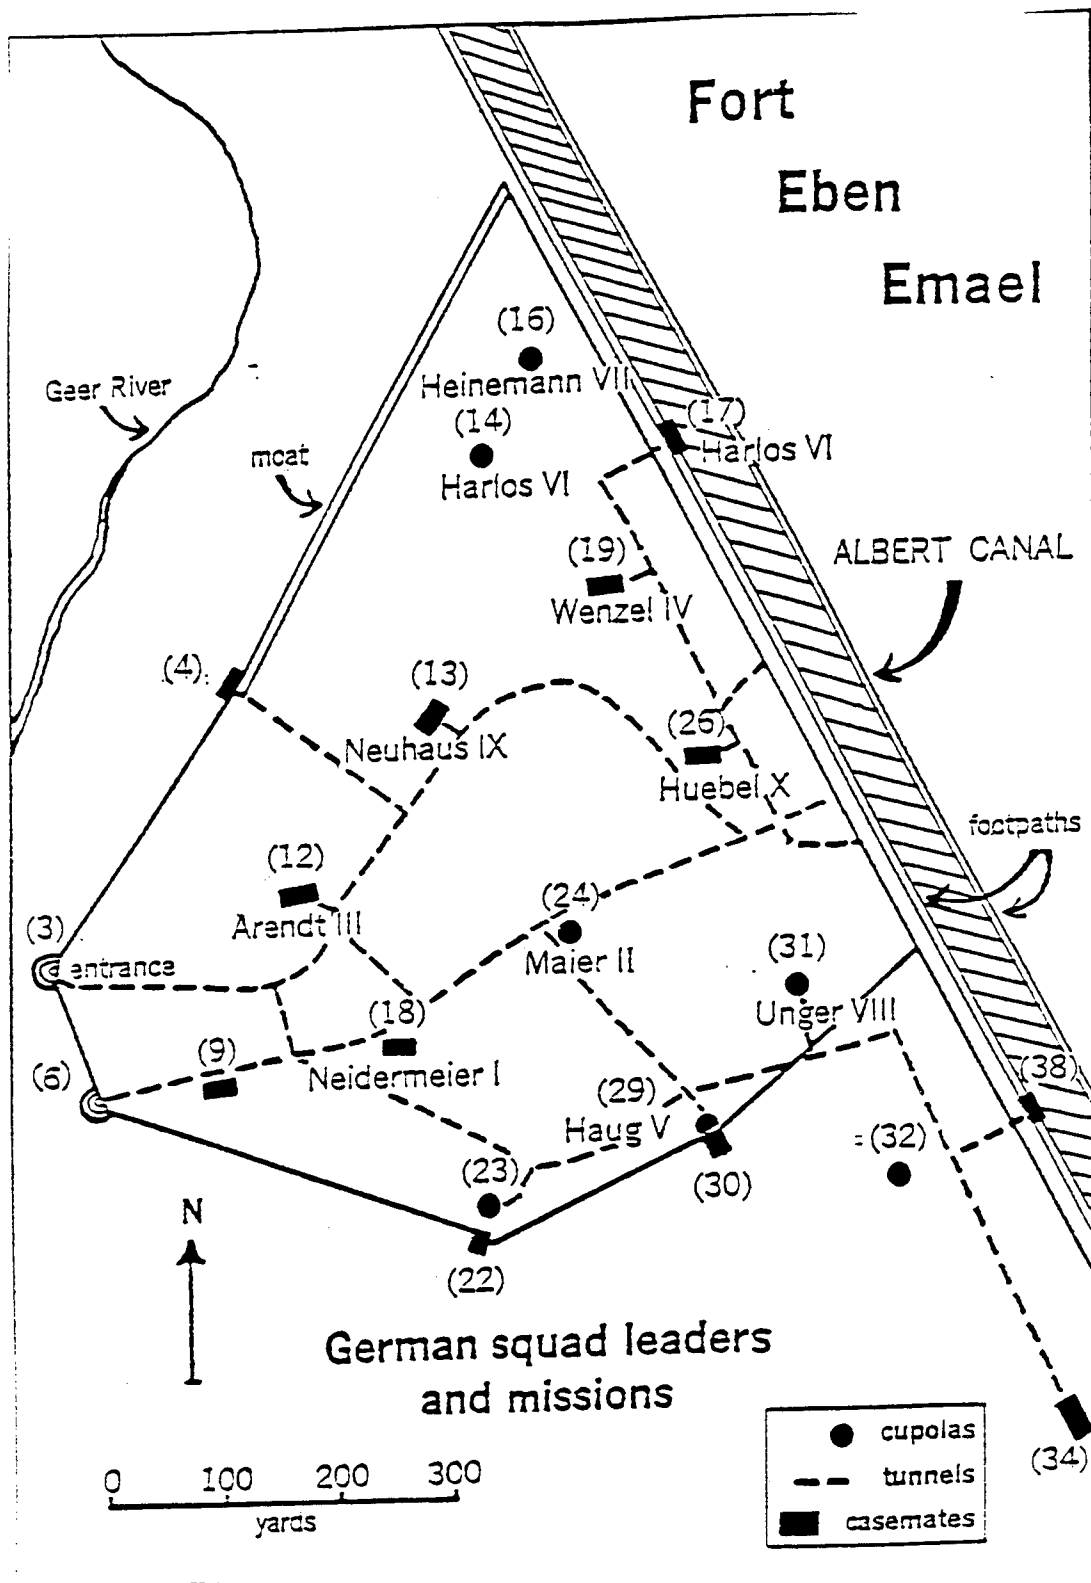 Fort
Eben
Emael
(16)
Heinemann VII
Geer River
(14)
(17)
Harlos VI
Harlos VI
moat
(19)
ALBERT CANAL
Wenzel IV
(4)
(13)
(26)
Neuhaus IX
Huebel X
footpaths
(12)
(24)
(3)
Arendt III
(31)
entrance
Maier II
(18)
Unger VIII
(9)
(6)
(38)
Neidermeier I
(29)
Haug V
(32)
(23)
(30)
N
(22)
German squad leaders
and missions
cupolas
tunnels
casemates
(34)
0 100 200 300
yards